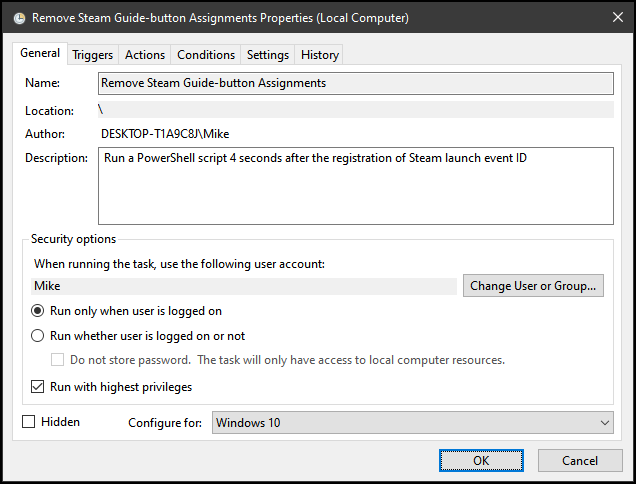 Remove Steam Guide-button Assignments Properties (Local Computer)
General Triggers Actions Conditions Settings History
Name: Remove Steam Guide-button Assignments
Location: \
Author: DESKTOP-T1A9C8J\Mike
Description: Run a PowerShell script 4 seconds after the registration of Steam launch event ID
Security options
When running the task, use the following user account:
Mike Change User or Group...
Run only when user is logged on
Run whether user is logged on or not
Do not store password. The task will only have access to local computer resources.
Run with highest privileges
Hidden Configure for: Windows 10
OK Cancel